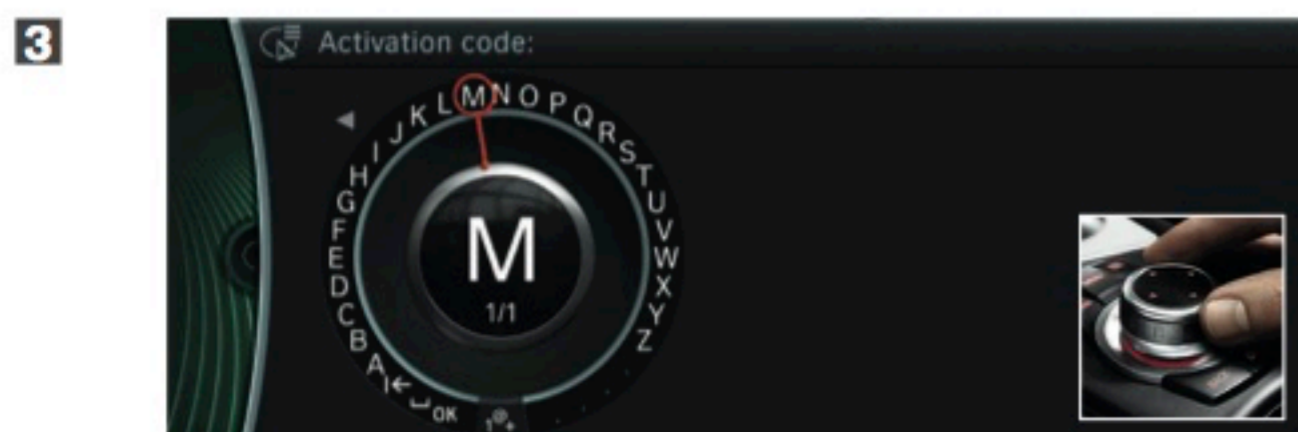 3
Activation code:
A B C D E F G H I J K L M N O P Q R S T U V W X Y Z
M
1/1
OK